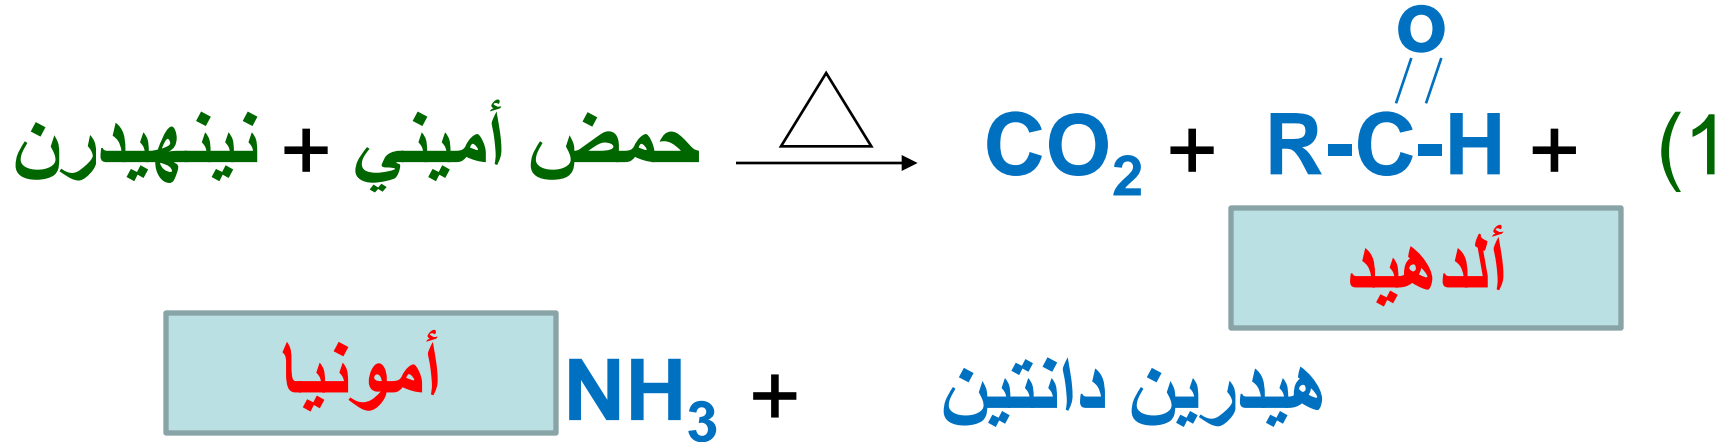 O
نينهيدرن + حمض أميني CO₂ + R-C-H + (1
ألدهيد
أمونيا NH₃ + هيدرين دانتين